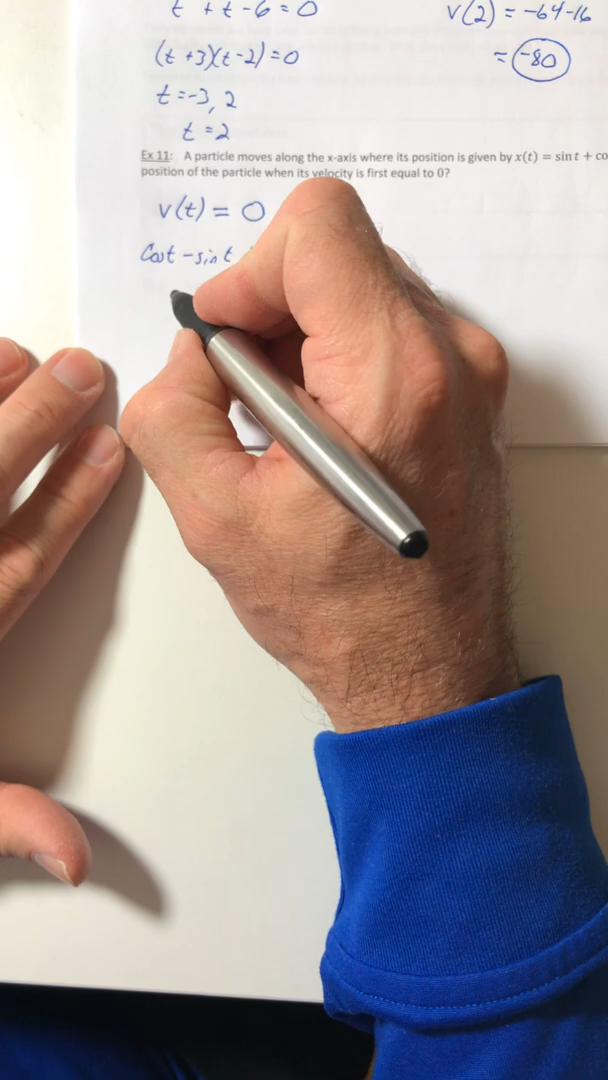 t + t - 6 = 0
v(2) = -64-16
(t +3)(t -2) = 0
= -80
t = -3, 2
t = 2
Ex 11: A particle moves along the x-axis where its position is given by x(t) = sin t + co
position of the particle when its velocity is first equal to 0?
v(t) = 0
Cost - sin t